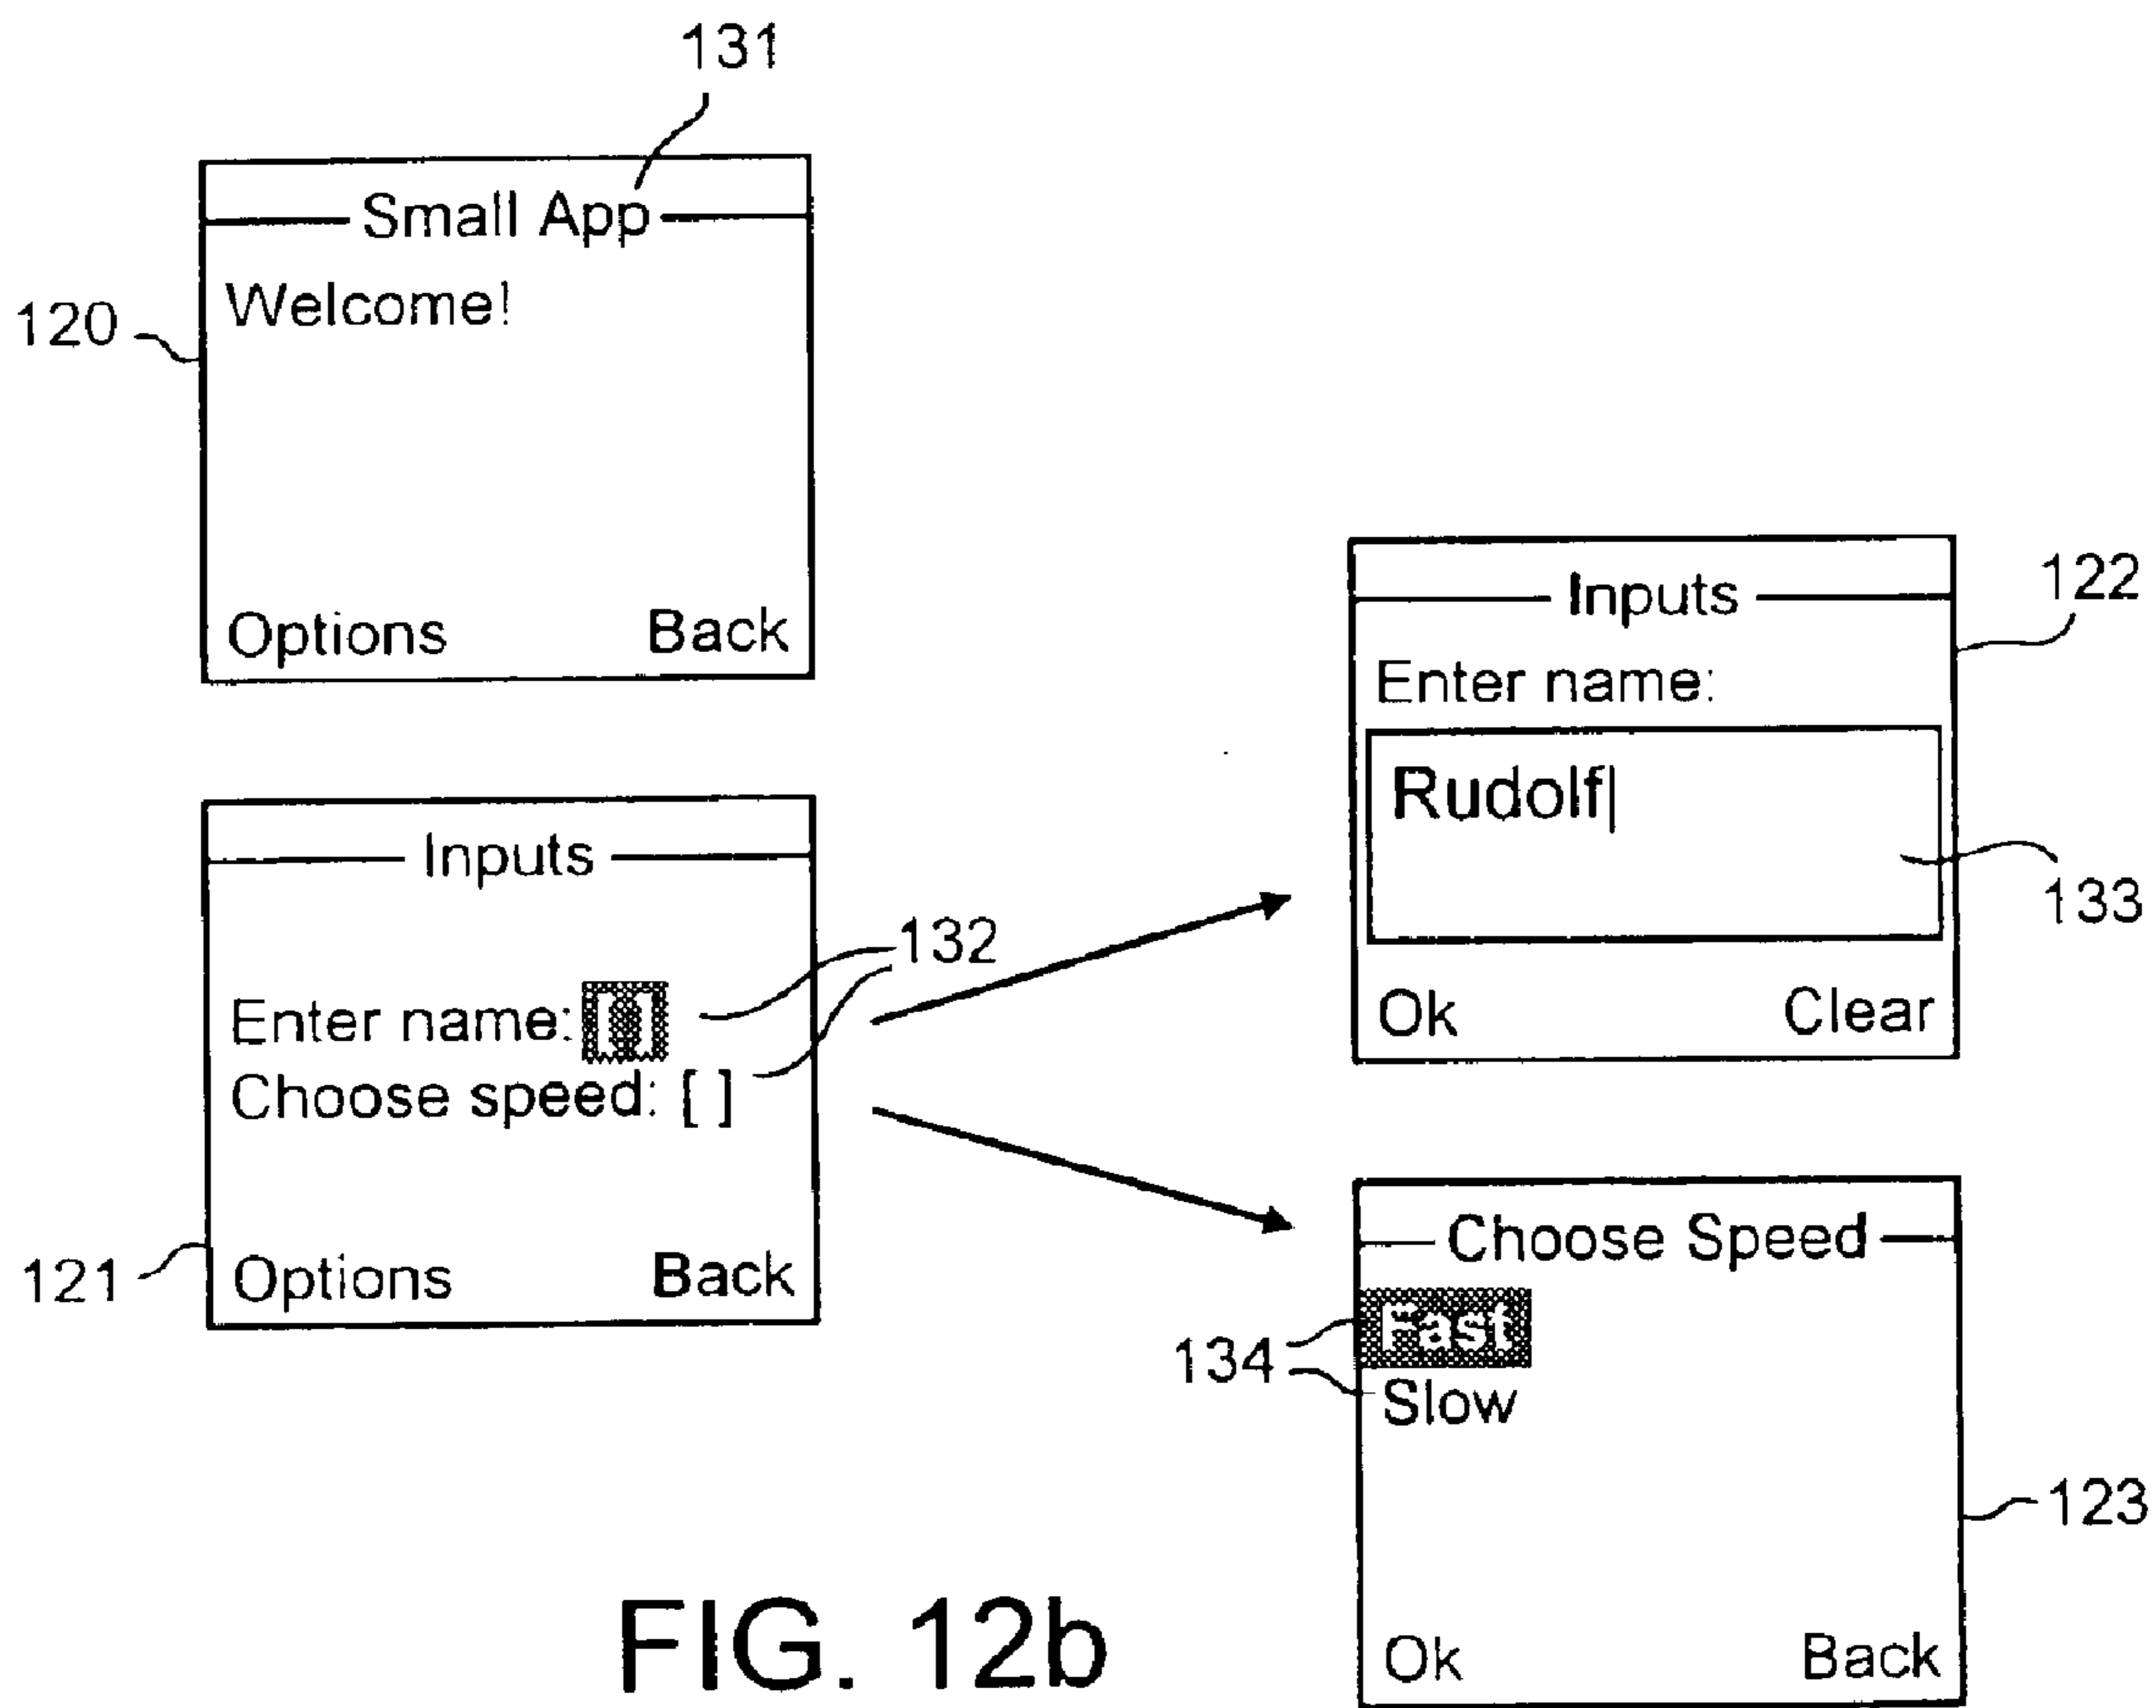 131
Small App
120
Welcome!
Options Back
122
Inputs
Enter name:
Rudolf
133
Ok Clear
Inputs
132
Enter name: [ ]
Choose speed: [ ]
121
Options Back
Choose Speed
134
Fast
Slow
123
Ok Back
FIG. 12b